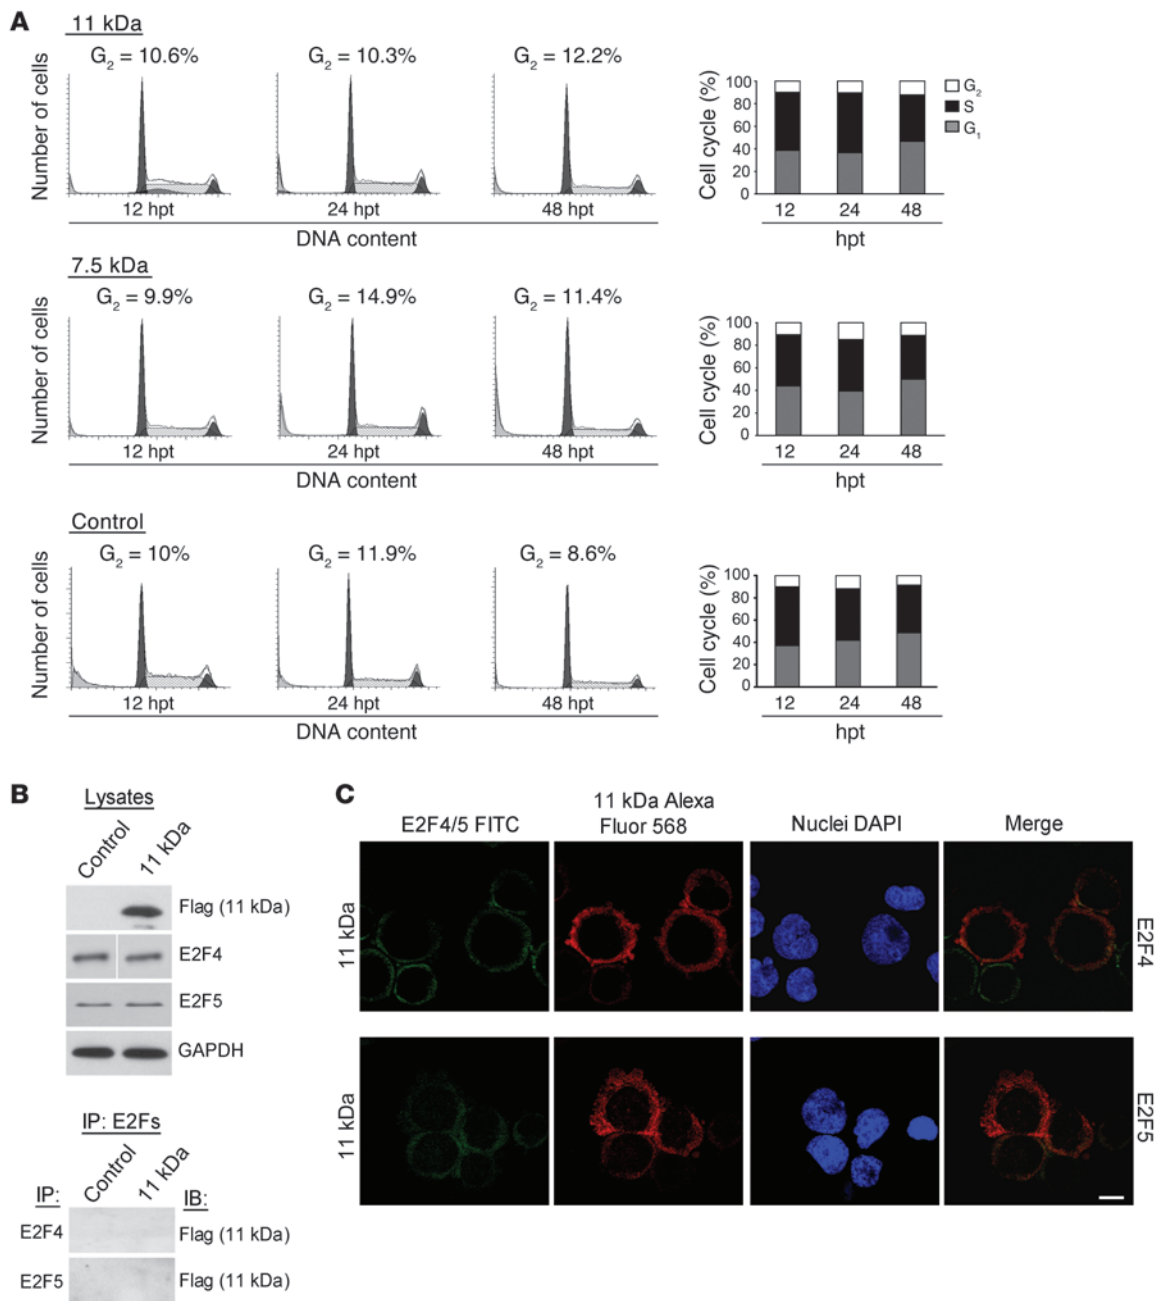 A
11 kDa
G2 = 10.6%
G2 = 10.3%
G2 = 12.2%
Number of cells
12 hpt
24 hpt
48 hpt
DNA content
Cell cycle (%)
100
80
60
40
20
0
12
24
48
hpt
G2
S
G1
7.5 kDa
G2 = 9.9%
G2 = 14.9%
G2 = 11.4%
Number of cells
12 hpt
24 hpt
48 hpt
DNA content
Cell cycle (%)
100
80
60
40
20
0
12
24
48
hpt
Control
G2 = 10%
G2 = 11.9%
G2 = 8.6%
Number of cells
12 hpt
24 hpt
48 hpt
DNA content
Cell cycle (%)
100
80
60
40
20
0
12
24
48
hpt
B
Lysates
Control
11 kDa
Flag (11 kDa)
E2F4
E2F5
GAPDH
IP: E2Fs
Control
11 kDa
IP:
IB:
E2F4
Flag (11 kDa)
E2F5
Flag (11 kDa)
C
E2F4/5 FITC
11 kDa Alexa
Fluor 568
Nuclei DAPI
Merge
11 kDa
E2F4
11 kDa
E2F5